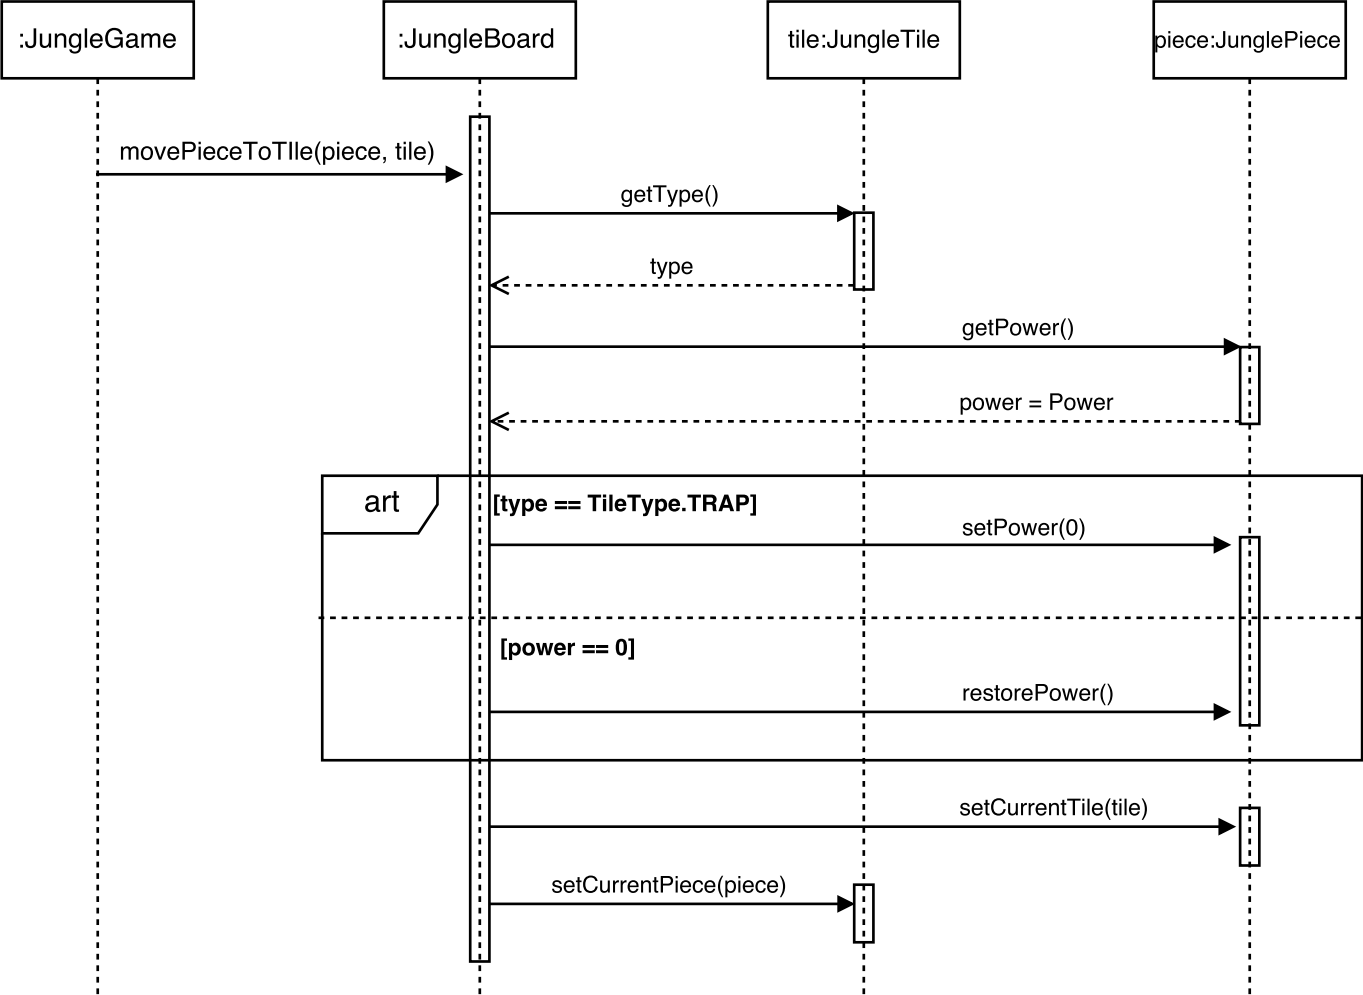 :JungleGame
:JungleBoard
tile:JungleTile
piece:JunglePiece
movePieceToTIle(piece, tile)
getType()
type
getPower()
power = Power
art
[type == TileType.TRAP]
setPower(0)
[power == 0]
restorePower()
setCurrentTile(tile)
setCurrentPiece(piece)